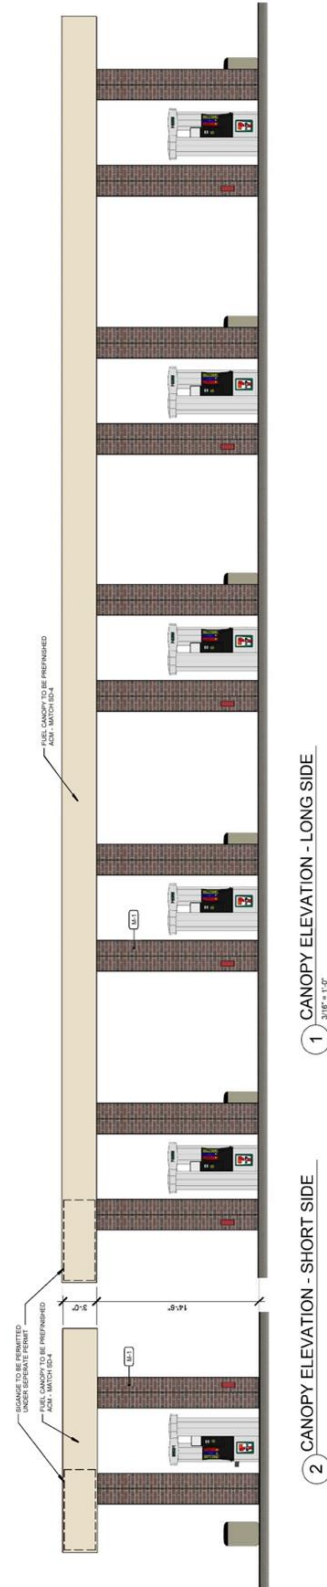 SIGANGE TO BE PERMITTED
UNDER SEPERATE PERMIT
FUEL CANOPY TO BE PREFINISHED
ACM - MATCH SD-4
M-1
3'-0"
14'-6"
2 CANOPY ELEVATION - SHORT SIDE
FUEL CANOPY TO BE PREFINISHED
ACM - MATCH SD-4
M-1
1 CANOPY ELEVATION - LONG SIDE
3/16" = 1'-0"